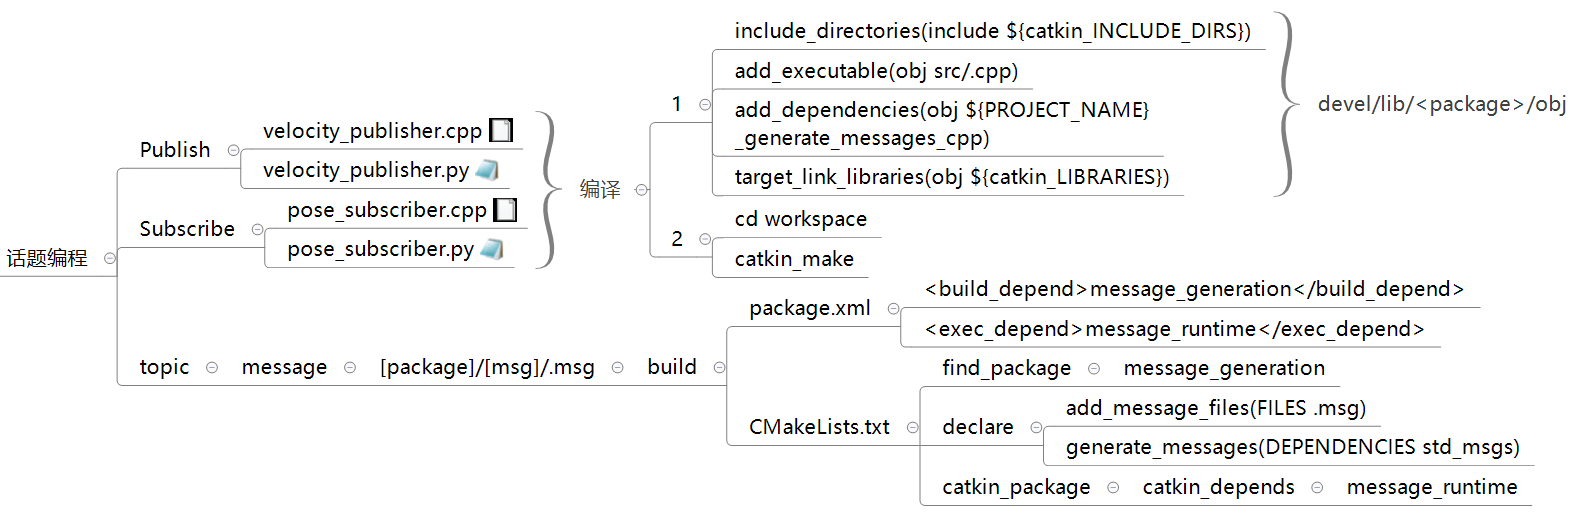 话题编程
Publish
velocity_publisher.cpp
velocity_publisher.py
Subscribe
pose_subscriber.cpp
pose_subscriber.py
编译
1
include_directories(include ${catkin_INCLUDE_DIRS})
add_executable(obj src/.cpp)
add_dependencies(obj ${PROJECT_NAME}
_generate_messages_cpp)
target_link_libraries(obj ${catkin_LIBRARIES})
devel/lib/<package>/obj
2
cd workspace
catkin_make
topic
message
[package]/[msg]/.msg
build
package.xml
<build_depend>message_generation</build_depend>
<exec_depend>message_runtime</exec_depend>
CMakeLists.txt
find_package
message_generation
declare
add_message_files(FILES .msg)
generate_messages(DEPENDENCIES std_msgs)
catkin_package
catkin_depends
message_runtime